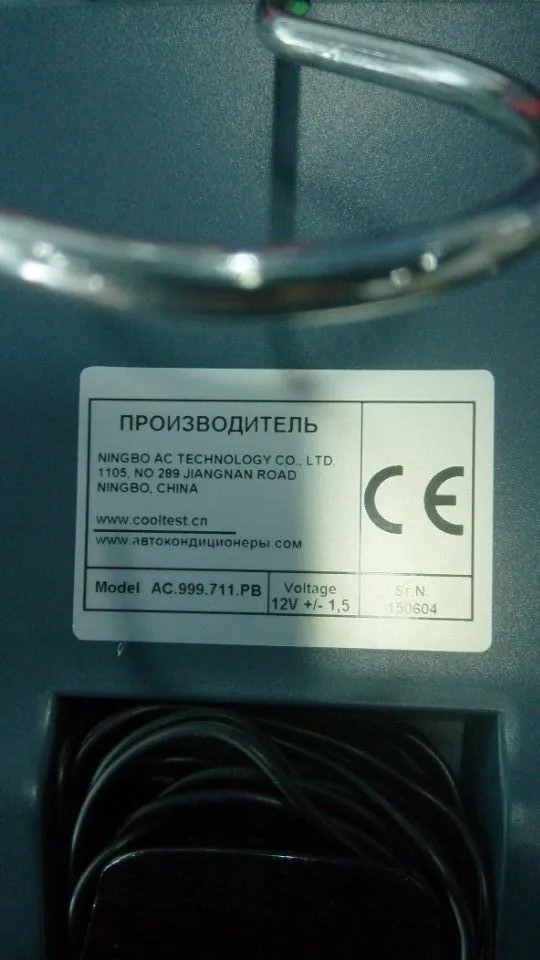 ПРОИЗВОДИТЕЛЬ
NINGBO AC TECHNOLOGY CO., LTD.
1105, NO 289 JIANGNAN ROAD
NINGBO, CHINA
www.cooltest.cn
www.автокондиционеры.com
CE
Model AC.999.711.PB
Voltage
12V +/- 1,5
Sr.N.
150604